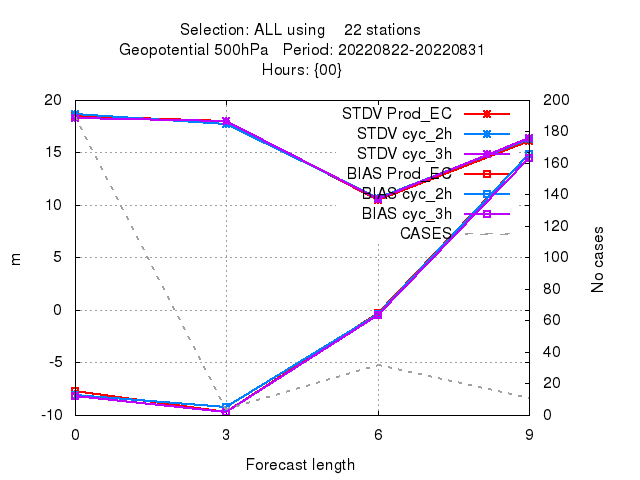 Selection: ALL using    22 stations
Geopotential 500hPa   Period: 20220822-20220831
Hours: {00}
20
15
10
5
0
-5
-10
m
0
3
6
9
Forecast length
200
180
160
140
120
100
80
60
40
20
0
No cases
STDV Prod_EC
STDV cyc_2h
STDV cyc_3h
BIAS Prod_EC
BIAS cyc_2h
BIAS cyc_3h
CASES